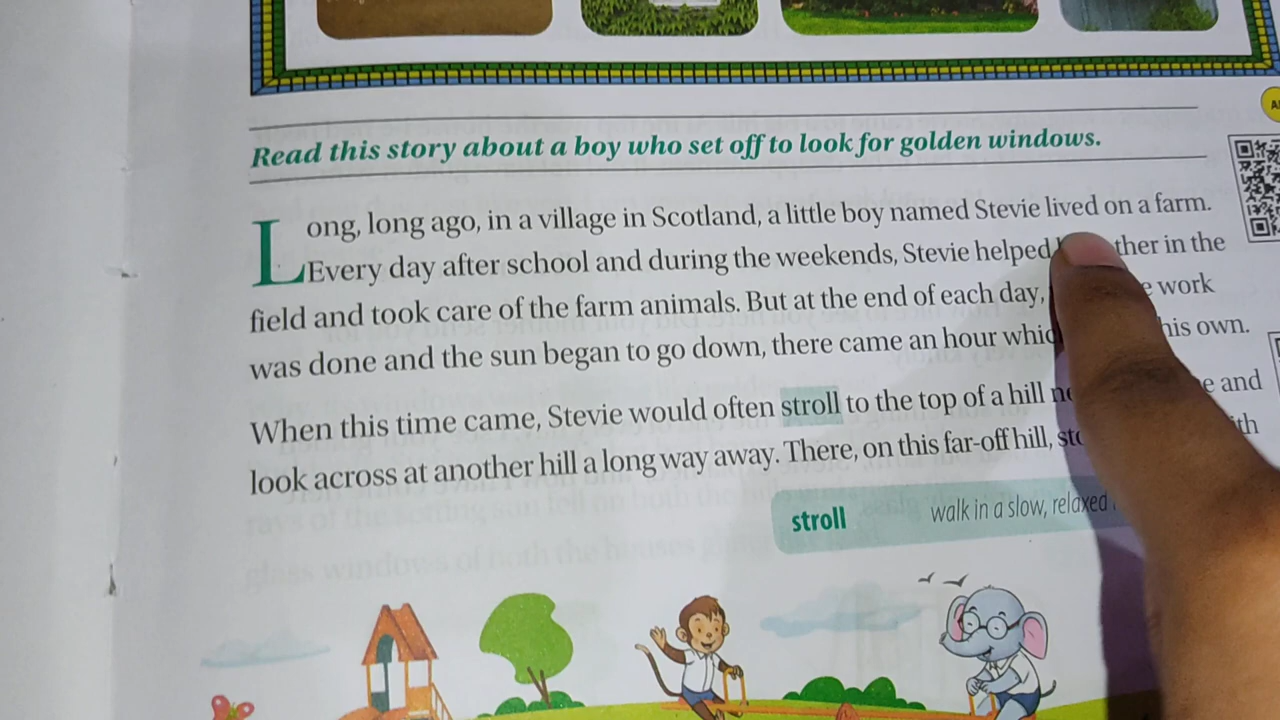 Read this story about a boy who set off to look for golden windows.
Long, long ago, in a village in Scotland, a little boy named Stevie lived on a farm.
Every day after school and during the weekends, Stevie helped in the
field and took care of the farm animals. But at the end of each day, work
was done and the sun began to go down, there came an hour his own.
When this time came, Stevie would often stroll to the top of a hill and
look across at another hill a long way away. There, on this far-off hill,
stroll walk in a slow, relaxed